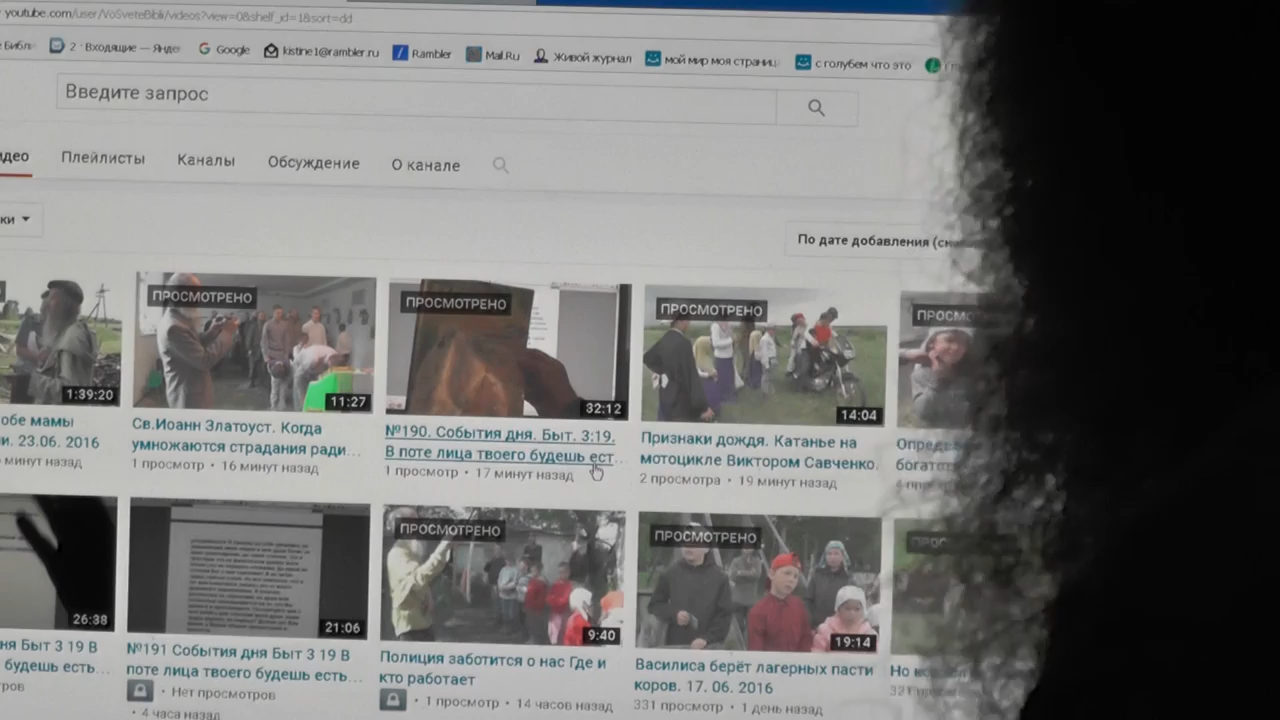 youtube.com/user/VoSveteBibli/videos?view=0&shelf_id=1&sort=dd
2 · Входящие — Янде
Google
kistine1@rambler.ru
Rambler
Mail.Ru
Живой журнал
мой мир моя страниц
с голубем что это
Введите запрос
идео
Плейлисты
Каналы
Обсуждение
О канале
ки
По дате добавления (сн
ПРОСМОТРЕНО
ПРОСМОТРЕНО
ПРОСМОТРЕНО
ПРОСМО
1:39:20
11:27
32:12
14:04
обе мамы
и. 23.06. 2016
минут назад
Св.Иоанн Златоуст. Когда
умножаются страдания ради…
1 просмотр • 16 минут назад
№190. События дня. Быт. 3:19.
В поте лица твоего будешь ест…
1 просмотр • 17 минут назад
Признаки дождя. Катанье на
мотоцикле Виктором Савченко.
2 просмотра • 19 минут назад
Опред
богат
ПРОСМОТРЕНО
ПРОСМОТРЕНО
26:38
21:06
9:40
19:14
ня Быт 3 19 В
будешь есть…
ров
№191 События дня Быт 3 19 В
поте лица твоего будешь есть…
• Нет просмотров
• 4 часа назад
Полиция заботится о нас Где и
кто работает
• 1 просмотр • 14 часов назад
Василиса берёт лагерных пасти
коров. 17. 06. 2016
331 просмотр • 1 день назад
Но